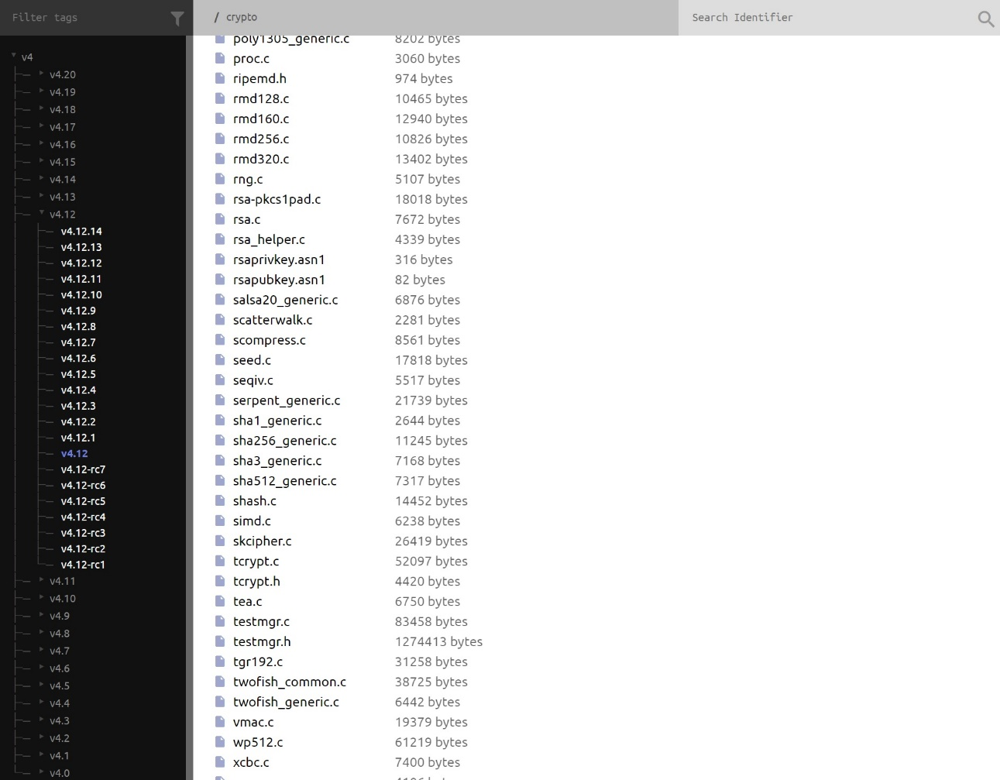 Filter tags
/ crypto
Search Identifier
v4
v4.20
v4.19
v4.18
v4.17
v4.16
v4.15
v4.14
v4.13
v4.12
v4.12.14
v4.12.13
v4.12.12
v4.12.11
v4.12.10
v4.12.9
v4.12.8
v4.12.7
v4.12.6
v4.12.5
v4.12.4
v4.12.3
v4.12.2
v4.12.1
v4.12
v4.12-rc7
v4.12-rc6
v4.12-rc5
v4.12-rc4
v4.12-rc3
v4.12-rc2
v4.12-rc1
v4.11
v4.10
v4.9
v4.8
v4.7
v4.6
v4.5
v4.4
v4.3
v4.2
v4.1
v4.0
poly1305_generic.c 8202 bytes
proc.c 3060 bytes
ripemd.h 974 bytes
rmd128.c 10465 bytes
rmd160.c 12940 bytes
rmd256.c 10826 bytes
rmd320.c 13402 bytes
rng.c 5107 bytes
rsa-pkcs1pad.c 18018 bytes
rsa.c 7672 bytes
rsa_helper.c 4339 bytes
rsaprivkey.asn1 316 bytes
rsapubkey.asn1 82 bytes
salsa20_generic.c 6876 bytes
scatterwalk.c 2281 bytes
scompress.c 8561 bytes
seed.c 17818 bytes
seqiv.c 5517 bytes
serpent_generic.c 21739 bytes
sha1_generic.c 2644 bytes
sha256_generic.c 11245 bytes
sha3_generic.c 7168 bytes
sha512_generic.c 7317 bytes
shash.c 14452 bytes
simd.c 6238 bytes
skcipher.c 26419 bytes
tcrypt.c 52097 bytes
tcrypt.h 4420 bytes
tea.c 6750 bytes
testmgr.c 83458 bytes
testmgr.h 1274413 bytes
tgr192.c 31258 bytes
twofish_common.c 38725 bytes
twofish_generic.c 6442 bytes
vmac.c 19379 bytes
wp512.c 61219 bytes
xcbc.c 7400 bytes